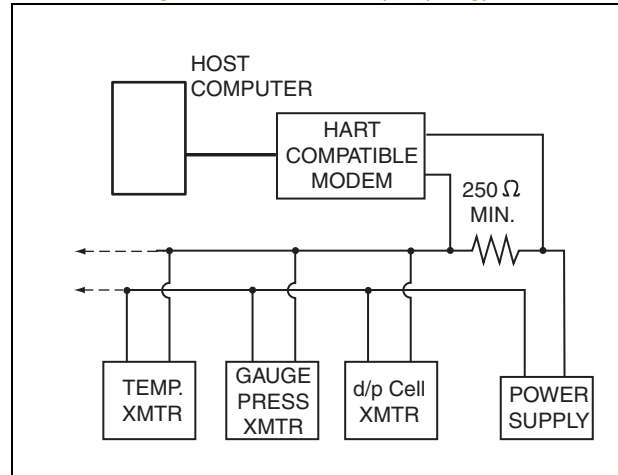 HOST
COMPUTER
HART
COMPATIBLE
MODEM
250 Ω
MIN.
TEMP.
XMTR
GAUGE
PRESS
XMTR
d/p Cell
XMTR
POWER
SUPPLY